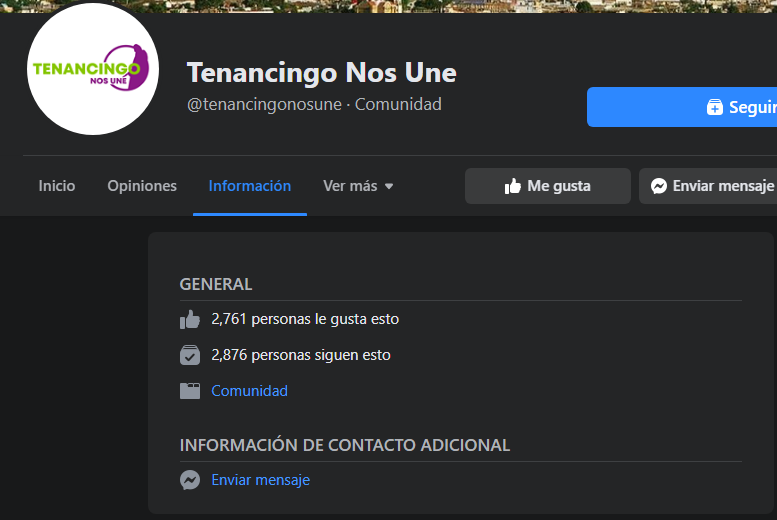 TENANCINGO
NOS UNE
Tenancingo Nos Une
@tenancingonosune · Comunidad
Seguir
Inicio Opiniones Información Ver más Me gusta Enviar mensaje
GENERAL
2,761 personas le gusta esto
2,876 personas siguen esto
Comunidad
INFORMACIÓN DE CONTACTO ADICIONAL
Enviar mensaje